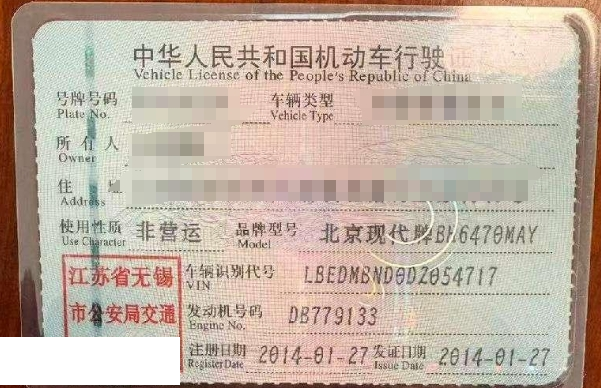 中华人民共和国机动车行驶证
Vehicle License of the People's Republic of China
号牌号码 车辆类型
Plate No. Vehicle Type
所有人
Owner
住址
Address
使用性质 非营运 品牌型号 北京现代牌BH6470MAY
Use Character Model
江苏省无锡 车辆识别代号 LBEDMBND0DZ054717
VIN
市公安局交通 发动机号码 DB779133
Engine No.
注册日期 2014-01-27 发证日期 2014-01-27
Register Date Issue Date